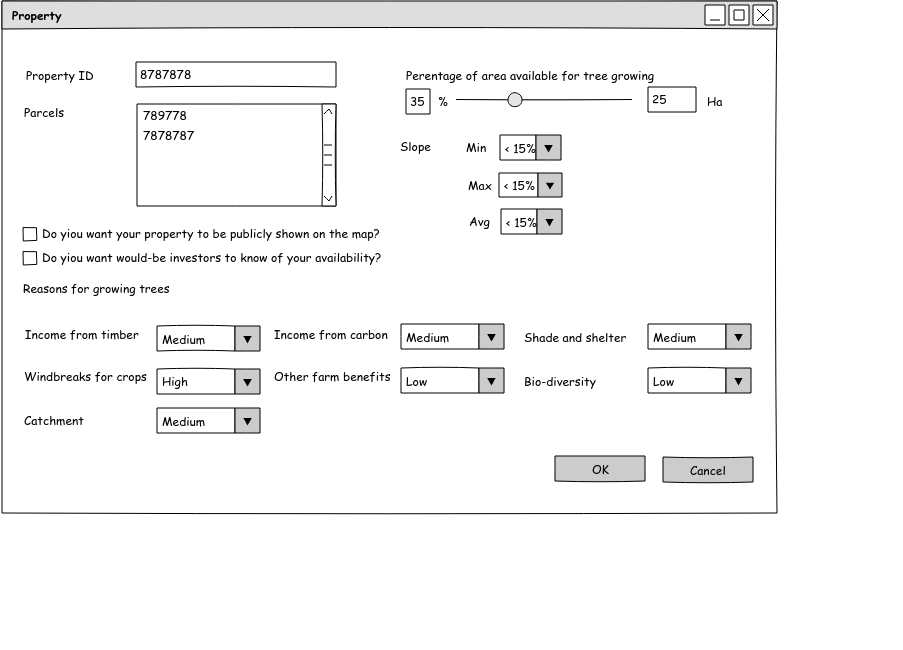 Property
Property ID 8787878
Perentage of area available for tree growing
35 % 25 Ha
Parcels
789778
7878787
Slope Min < 15%
Max < 15%
Avg < 15%
Do yiou want your property to be publicly shown on the map?
Do yiou want would-be investors to know of your availability?
Reasons for growing trees
Income from timber Medium Income from carbon Medium Shade and shelter Medium
Windbreaks for crops High Other farm benefits Low Bio-diversity Low
Catchment Medium
OK Cancel